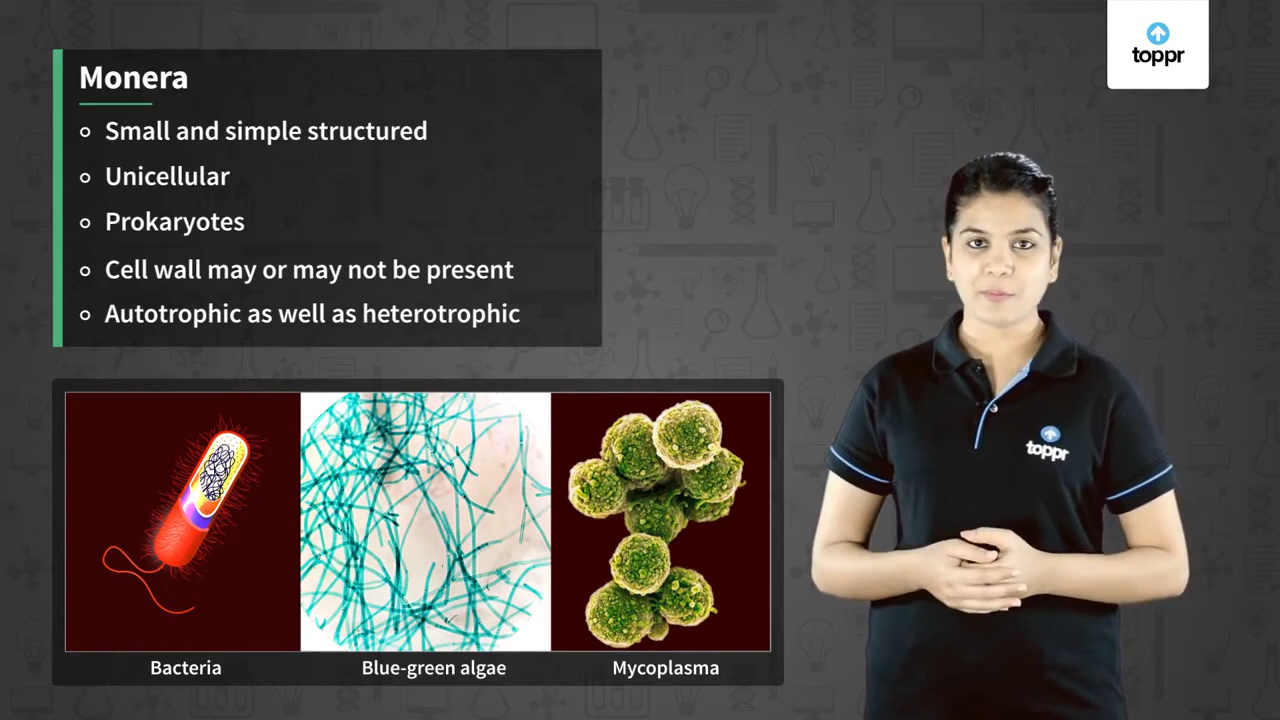 toppr
Monera
Small and simple structured
Unicellular
Prokaryotes
Cell wall may or may not be present
Autotrophic as well as heterotrophic
toppr
Bacteria
Blue-green algae
Mycoplasma